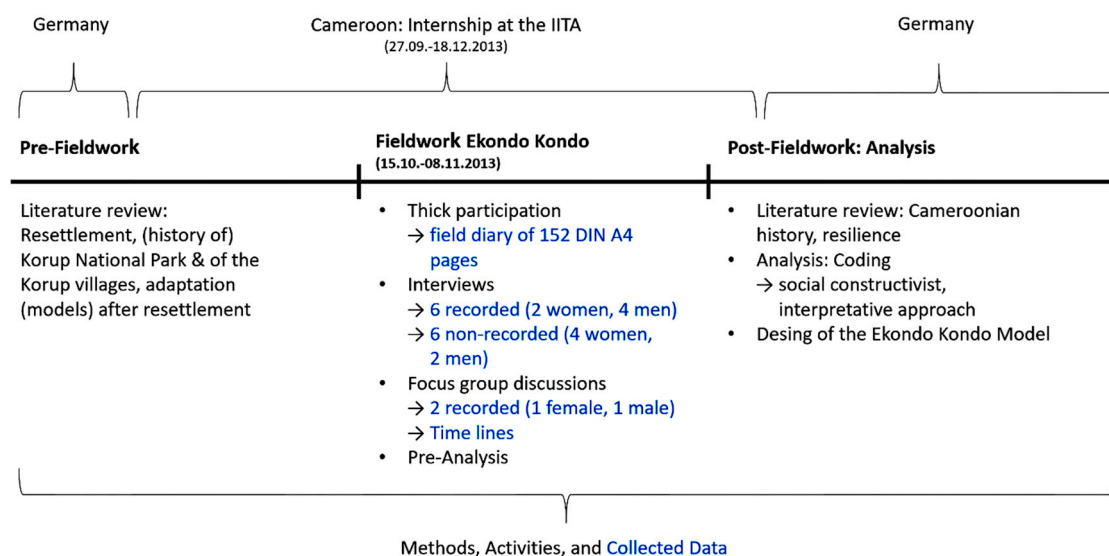 Germany
Cameroon: Internship at the IITA
(27.09.-18.12.2013)
Germany
Pre-Fieldwork
Fieldwork Ekondo Kondo
(15.10.-08.11.2013)
Post-Fieldwork: Analysis
Literature review:
Resettlement, (history of)
Korup National Park & of the
Korup villages, adaptation
(models) after resettlement
• Thick participation
→ field diary of 152 DIN A4
pages
• Interviews
→ 6 recorded (2 women, 4 men)
→ 6 non-recorded (4 women,
2 men)
• Focus group discussions
→ 2 recorded (1 female, 1 male)
→ Time lines
• Pre-Analysis
• Literature review: Cameroonian
history, resilience
• Analysis: Coding
→ social constructivist,
interpretative approach
• Desing of the Ekondo Kondo Model
Methods, Activities, and Collected Data